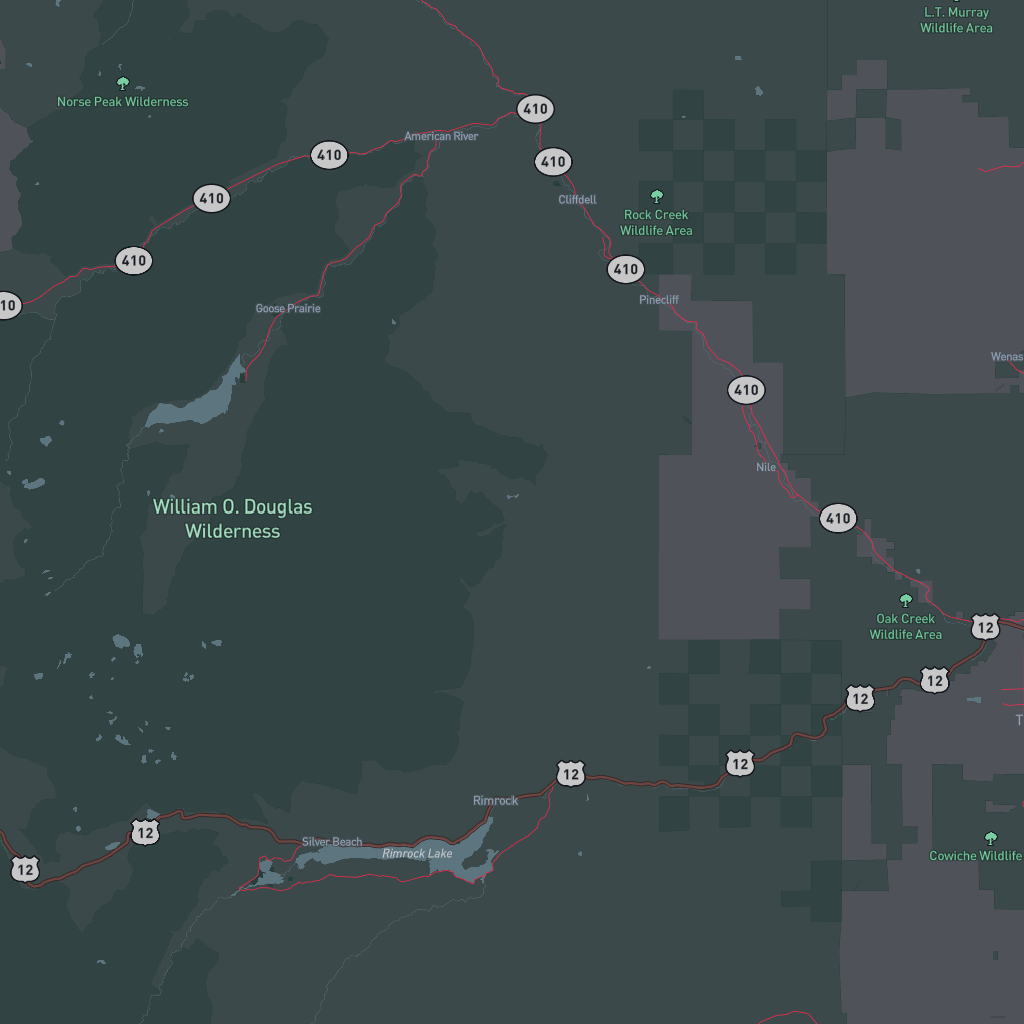 L.T. Murray
Wildlife Area
Norse Peak Wilderness
410
American River
410
410
410
Cliffdell
410
Rock Creek
Wildlife Area
410
410
Pinecliff
10
Goose Prairie
Wenas
410
Nile
William O. Douglas
Wilderness
410
Oak Creek
Wildlife Area
12
12
12
T
12
12
Rimrock
12
Silver Beach
Rimrock Lake
Cowiche Wildlife
12